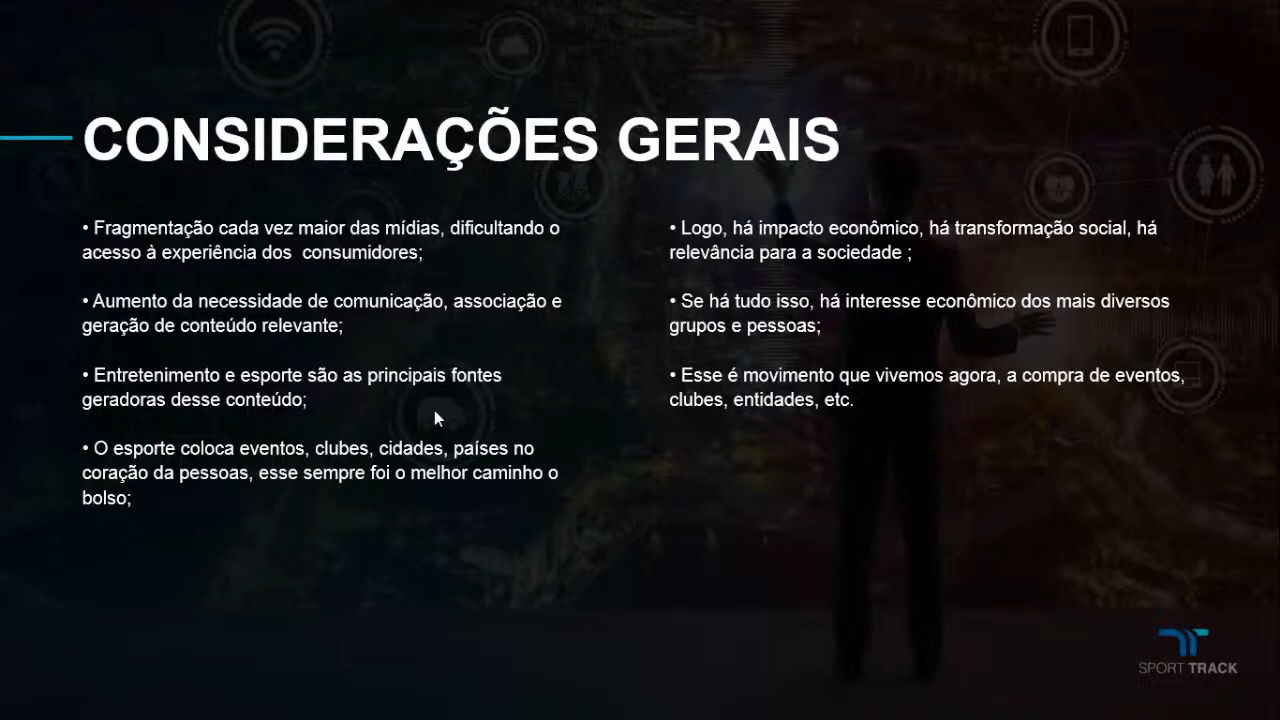 CONSIDERAÇÕES GERAIS
• Fragmentação cada vez maior das mídias, dificultando o
acesso à experiência dos  consumidores;
• Aumento da necessidade de comunicação, associação e
geração de conteúdo relevante;
• Entretenimento e esporte são as principais fontes
geradoras desse conteúdo;
• O esporte coloca eventos, clubes, cidades, países no
coração da pessoas, esse sempre foi o melhor caminho o
bolso;
• Logo, há impacto econômico, há transformação social, há
relevância para a sociedade ;
• Se há tudo isso, há interesse econômico dos mais diversos
grupos e pessoas;
• Esse é movimento que vivemos agora, a compra de eventos,
clubes, entidades, etc.
SPORT TRACK